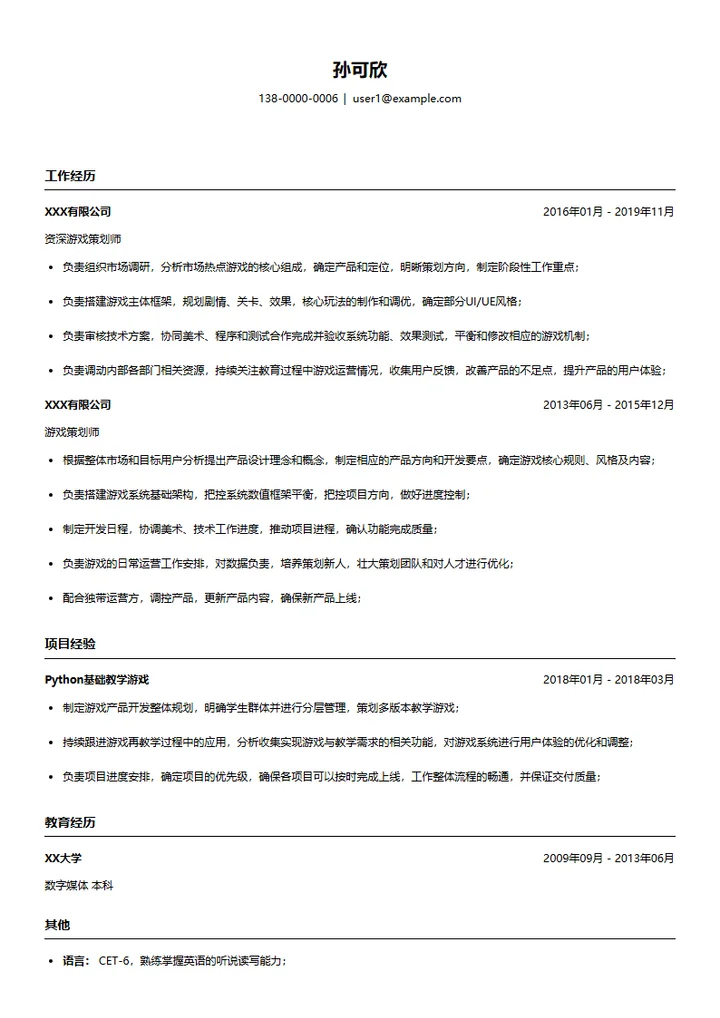 孙可欣
138-0000-0006 | user1@example.com
工作经历
XXX有限公司 2016年01月 - 2019年11月
资深游戏策划师
• 负责组织市场调研，分析市场热点游戏的核心组成，确定产品和定位，明晰策划方向，制定阶段性工作重点；
• 负责搭建游戏主体框架，规划剧情、关卡、效果，核心玩法的制作和调优，确定部分UI/UE风格；
• 负责审核技术方案，协同美术、程序和测试合作完成并验收系统功能、效果测试，平衡和修改相应的游戏机制；
• 负责调动内部各部门相关资源，持续关注教育过程中游戏运营情况，收集用户反馈，改善产品的不足点，提升产品的用户体验；
XXX有限公司 2013年06月 - 2015年12月
游戏策划师
• 根据整体市场和目标用户分析提出产品设计理念和概念，制定相应的产品方向和开发要点，确定游戏核心规则、风格及内容；
• 负责搭建游戏系统基础架构，把控系统数值框架平衡，把控项目方向，做好进度控制；
• 制定开发日程，协调美术、技术工作进度，推动项目进程，确认功能完成质量；
• 负责游戏的日常运营工作安排，对数据负责，培养策划新人，壮大策划团队和对人才进行优化；
• 配合独带运营方，调控产品，更新产品内容，确保新产品上线；
项目经验
Python基础教学游戏 2018年01月 - 2018年03月
• 制定游戏产品开发整体规划，明确学生群体并进行分层管理，策划多版本教学游戏；
• 持续跟进游戏再教学过程中的应用，分析收集实现游戏与教学需求的相关功能，对游戏系统进行用户体验的优化和调整；
• 负责项目进度安排，确定项目的优先级，确保各项目可以按时完成上线，工作整体流程的畅通，并保证交付质量；
教育经历
XX大学 2009年09月 - 2013年06月
数字媒体 本科
其他
• 语言： CET-6，熟练掌握英语的听说读写能力；